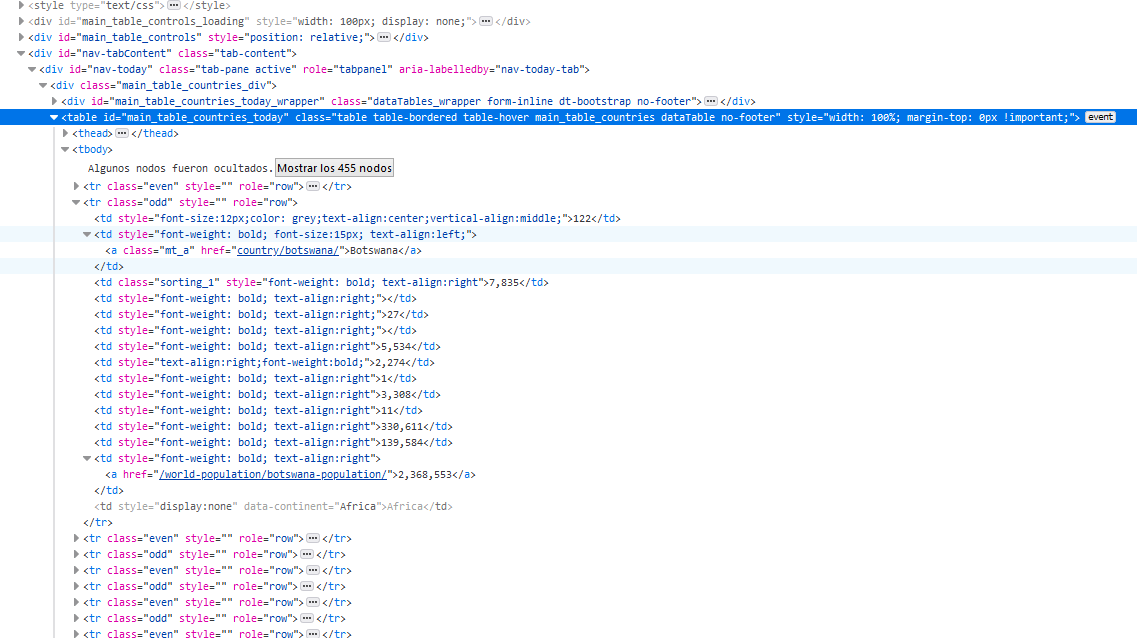 <style type="text/css">⋯</style>
<div id="main_table_controls_loading" style="width: 100px; display: none;">⋯</div>
<div id="main_table_controls" style="position: relative;">⋯</div>
<div id="nav-tabContent" class="tab-content">
<div id="nav-today" class="tab-pane active" role="tabpanel" aria-labelledby="nav-today-tab">
<div class="main_table_countries_div">
<div id="main_table_countries_today_wrapper" class="dataTables_wrapper form-inline dt-bootstrap no-footer">⋯</div>
<table id="main_table_countries_today" class="table table-bordered table-hover main_table_countries dataTable no-footer" style="width: 100%; margin-top: 0px !important;"> event
<thead>⋯</thead>
<tbody>
Algunos nodos fueron ocultados. Mostrar los 455 nodos
<tr class="even" style="" role="row">⋯</tr>
<tr class="odd" style="" role="row">
<td style="font-size:12px;color: grey;text-align:center;vertical-align:middle;">122</td>
<td style="font-weight: bold; font-size:15px; text-align:left;">
<a class="mt_a" href="country/botswana/">Botswana</a>
</td>
<td class="sorting_1" style="font-weight: bold; text-align:right">7,835</td>
<td style="font-weight: bold; text-align:right;"></td>
<td style="font-weight: bold; text-align:right;">27</td>
<td style="font-weight: bold; text-align:right;"></td>
<td style="font-weight: bold; text-align:right">5,534</td>
<td style="text-align:right;font-weight:bold;">2,274</td>
<td style="font-weight: bold; text-align:right">1</td>
<td style="font-weight: bold; text-align:right">3,308</td>
<td style="font-weight: bold; text-align:right">11</td>
<td style="font-weight: bold; text-align:right">330,611</td>
<td style="font-weight: bold; text-align:right">139,584</td>
<td style="font-weight: bold; text-align:right">
<a href="/world-population/botswana-population/">2,368,553</a>
</td>
<td style="display:none" data-continent="Africa">Africa</td>
</tr>
<tr class="even" style="" role="row">⋯</tr>
<tr class="odd" style="" role="row">⋯</tr>
<tr class="even" style="" role="row">⋯</tr>
<tr class="odd" style="" role="row">⋯</tr>
<tr class="even" style="" role="row">⋯</tr>
<tr class="odd" style="" role="row">⋯</tr>
<tr class="even" style="" role="row">⋯</tr>